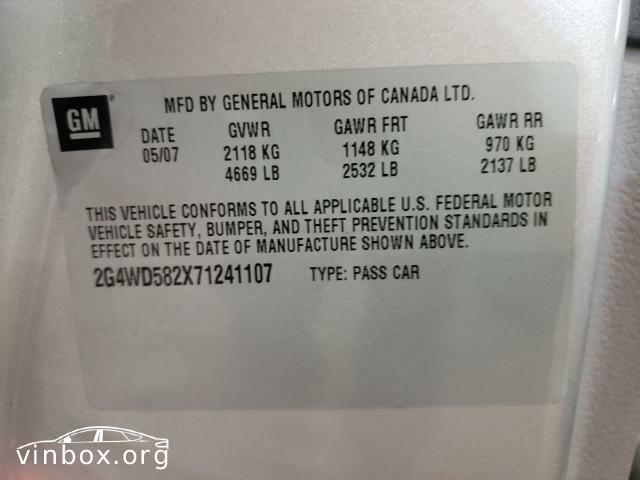 GM
MFD BY GENERAL MOTORS OF CANADA LTD.
DATE GVWR GAWR FRT GAWR RR
05/07 2118 KG 1148 KG 970 KG
4669 LB 2532 LB 2137 LB
THIS VEHICLE CONFORMS TO ALL APPLICABLE U.S. FEDERAL MOTOR
VEHICLE SAFETY, BUMPER, AND THEFT PREVENTION STANDARDS IN
EFFECT ON THE DATE OF MANUFACTURE SHOWN ABOVE.
2G4WD582X71241107 TYPE: PASS CAR
vinbox.org